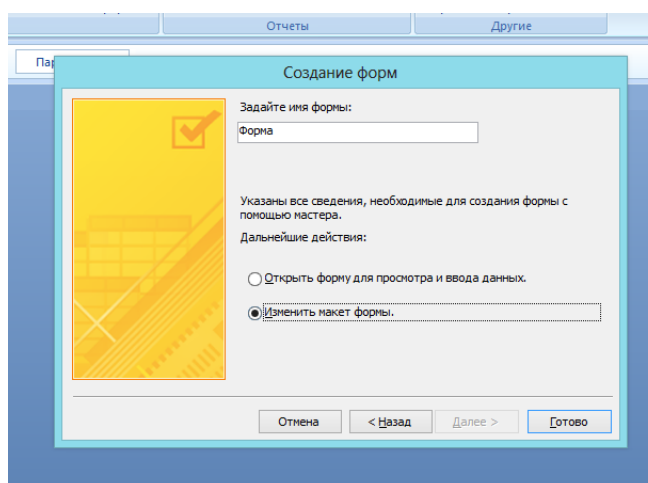 Отчеты
Другие
Пар
Создание форм
Задайте имя формы:
Форма
Указаны все сведения, необходимые для создания формы с
помощью мастера.
Дальнейшие действия:
Открыть форму для просмотра и ввода данных.
Изменить макет формы.
Отмена
< Назад
Далее >
Готово